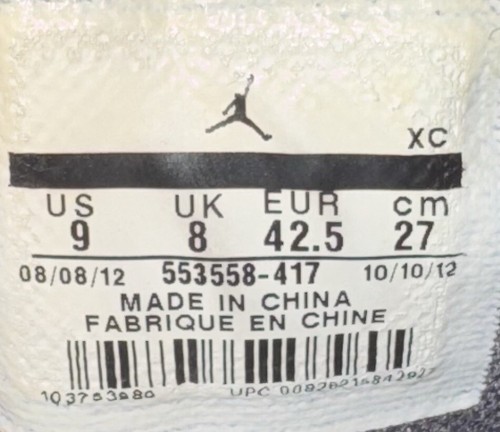 XC
US UK EUR cm
9 8 42.5 27
08/08/12 553558-417 10/10/12
MADE IN CHINA
FABRIQUE EN CHINE
UPC